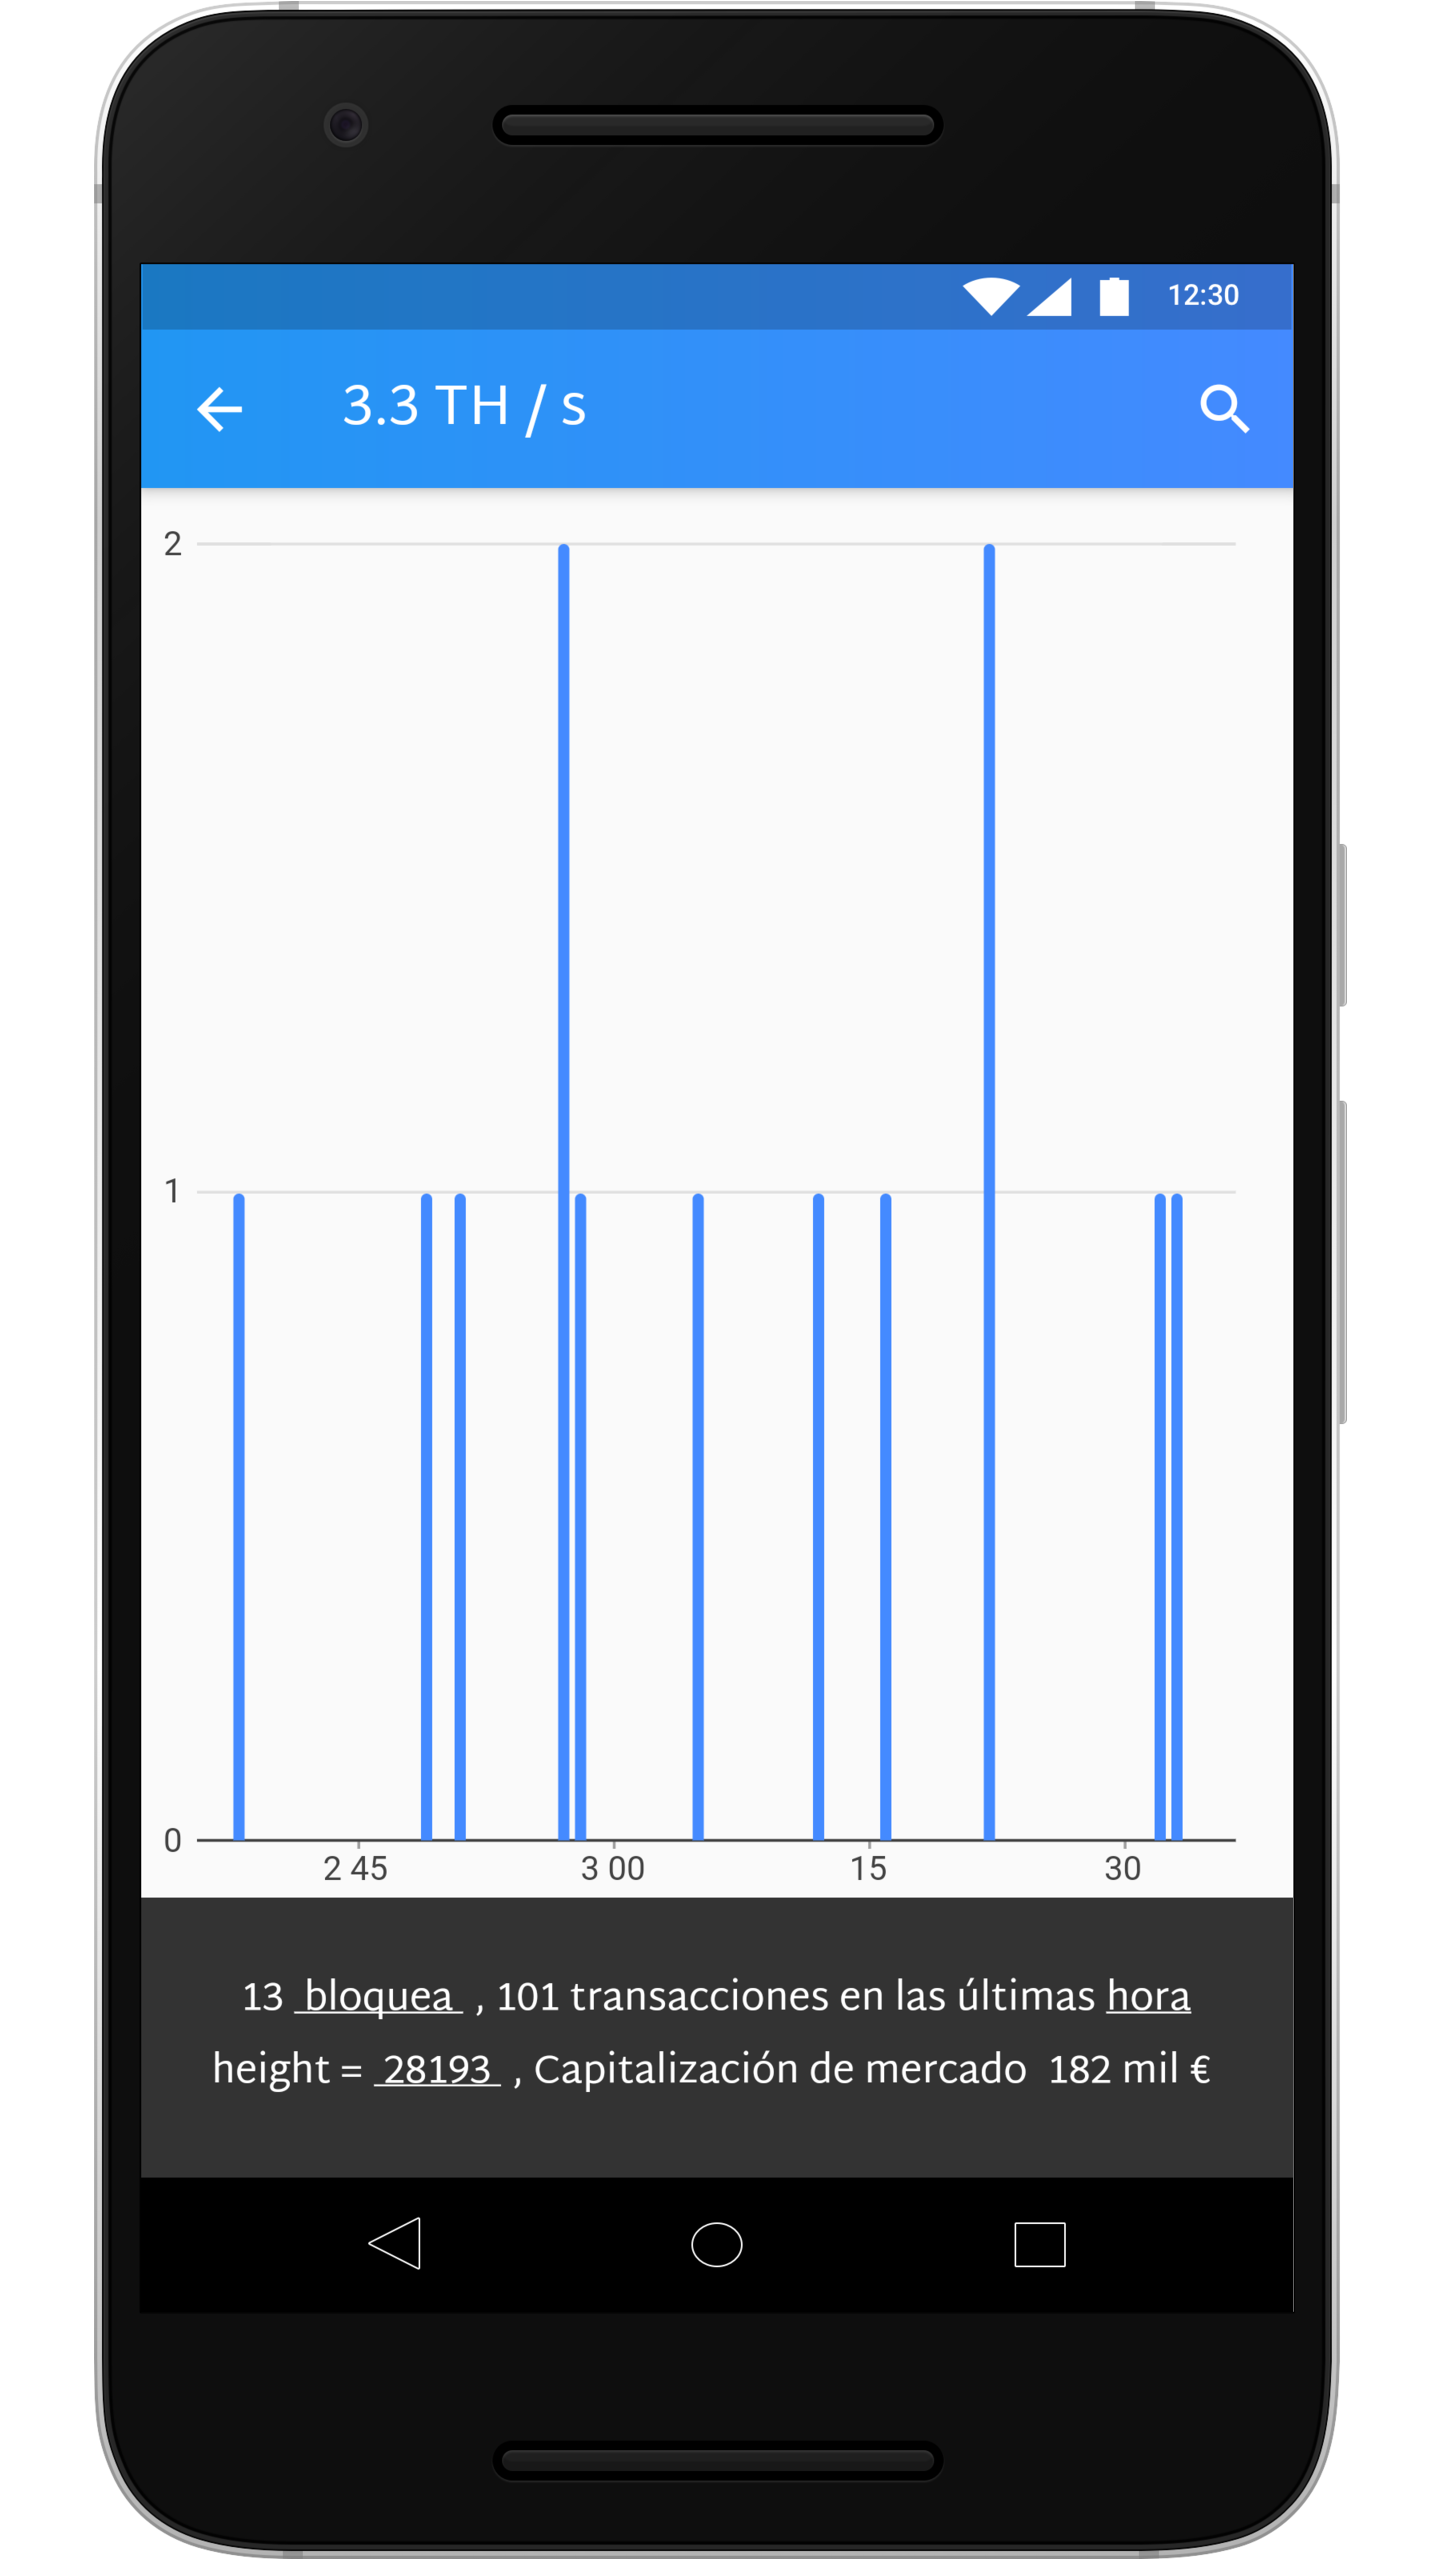 12:30
3.3 TH / s
2
1
0
2 45 3 00 15 30
13 bloquea , 101 transacciones en las últimas hora
height = 28193 , Capitalización de mercado 182 mil €